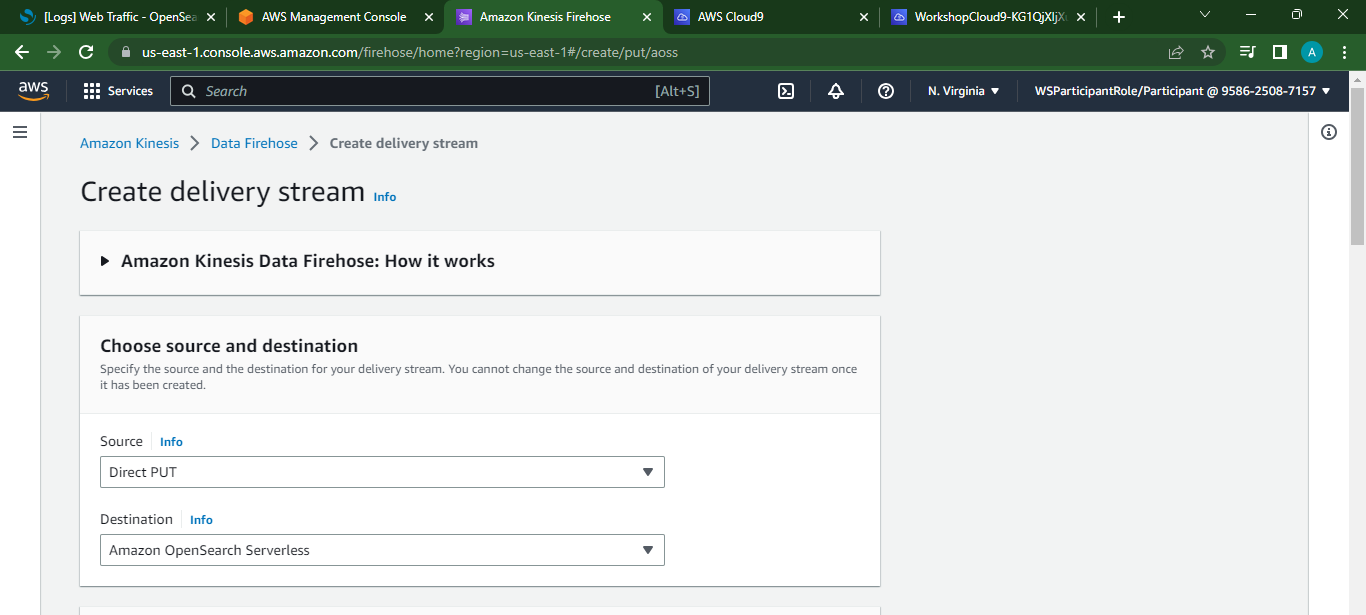 [Logs] Web Traffic - OpenSea
AWS Management Console
Amazon Kinesis Firehose
AWS Cloud9
WorkshopCloud9-KG1QjXIjX
us-east-1.console.aws.amazon.com/firehose/home?region=us-east-1#/create/put/aoss
A
aws
Services
Search
[Alt+S]
N. Virginia
WSParticipantRole/Participant @ 9586-2508-7157
Amazon Kinesis
Data Firehose
Create delivery stream
Create delivery stream Info
Amazon Kinesis Data Firehose: How it works
Choose source and destination
Specify the source and the destination for your delivery stream. You cannot change the source and destination of your delivery stream once
it has been created.
Source Info
Direct PUT
Destination Info
Amazon OpenSearch Serverless